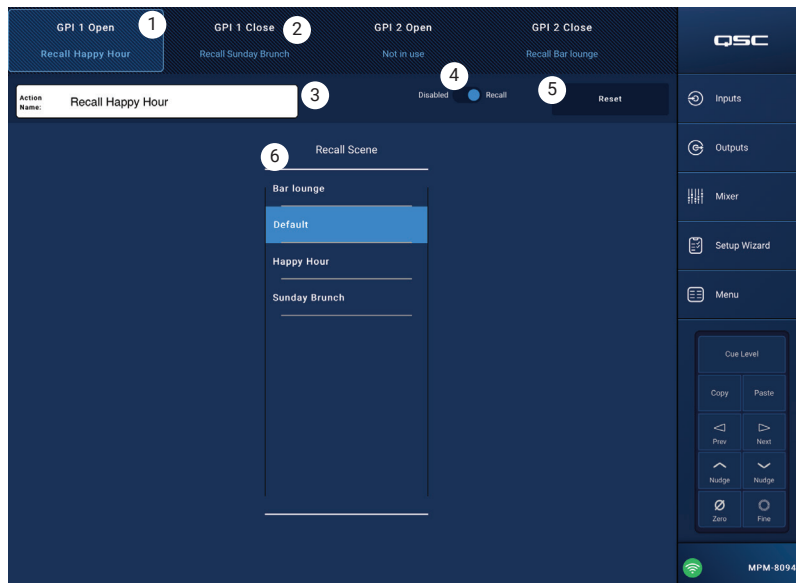 GPI 1 Open 1
GPI 1 Close 2
GPI 2 Open
GPI 2 Close
Recall Happy Hour
Recall Sunday Brunch
Not in use
Recall Bar lounge
QSC
Action
Name:
Recall Happy Hour
3
4
Disabled
Recall
5
Reset
6
Recall Scene
Bar lounge
Default
Happy Hour
Sunday Brunch
Inputs
Outputs
Mixer
Setup Wizard
Menu
Cue Level
Copy
Paste
Prev
Next
Nudge
Nudge
Zero
Fine
MPM-8094